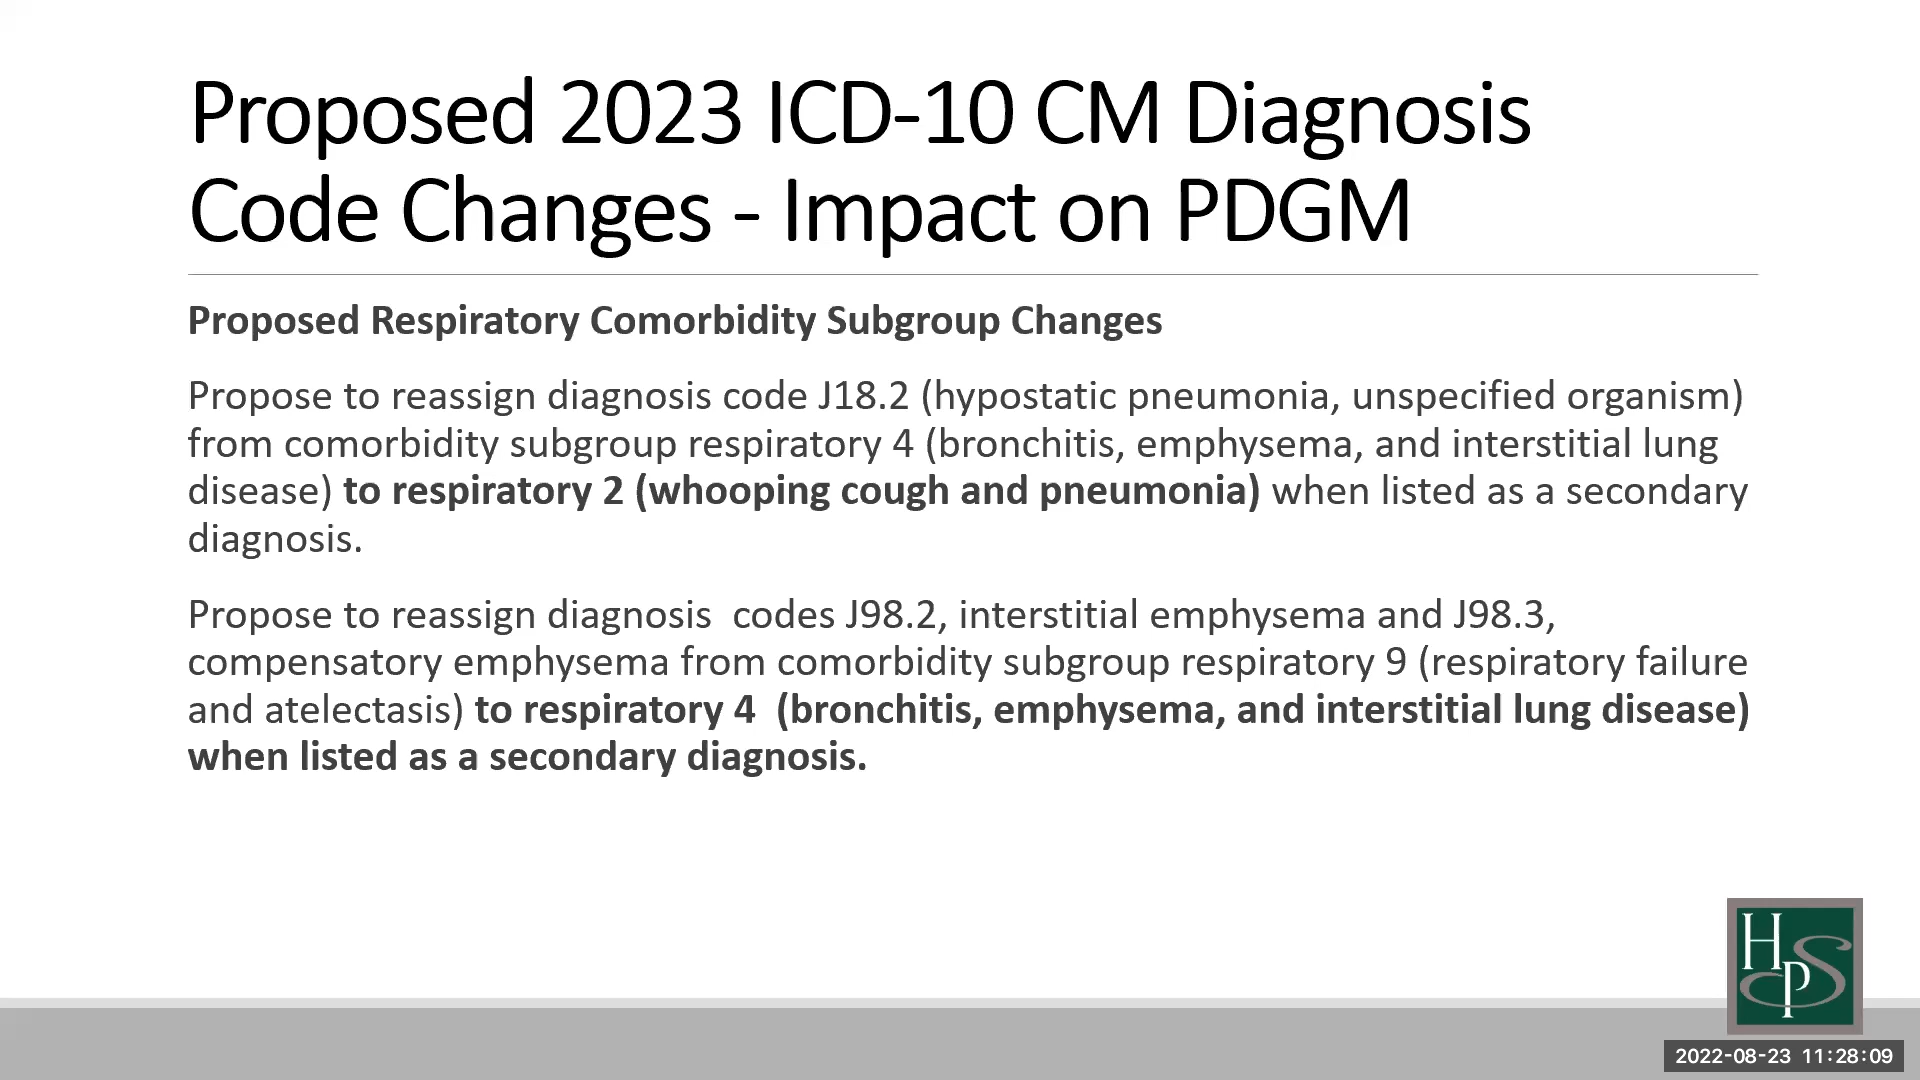 Proposed 2023 ICD-10 CM Diagnosis
Code Changes - Impact on PDGM
Proposed Respiratory Comorbidity Subgroup Changes
Propose to reassign diagnosis code J18.2 (hypostatic pneumonia, unspecified organism)
from comorbidity subgroup respiratory 4 (bronchitis, emphysema, and interstitial lung
disease) to respiratory 2 (whooping cough and pneumonia) when listed as a secondary
diagnosis.
Propose to reassign diagnosis  codes J98.2, interstitial emphysema and J98.3,
compensatory emphysema from comorbidity subgroup respiratory 9 (respiratory failure
and atelectasis) to respiratory 4  (bronchitis, emphysema, and interstitial lung disease)
when listed as a secondary diagnosis.
HPS
2022-08-23 11:28:09